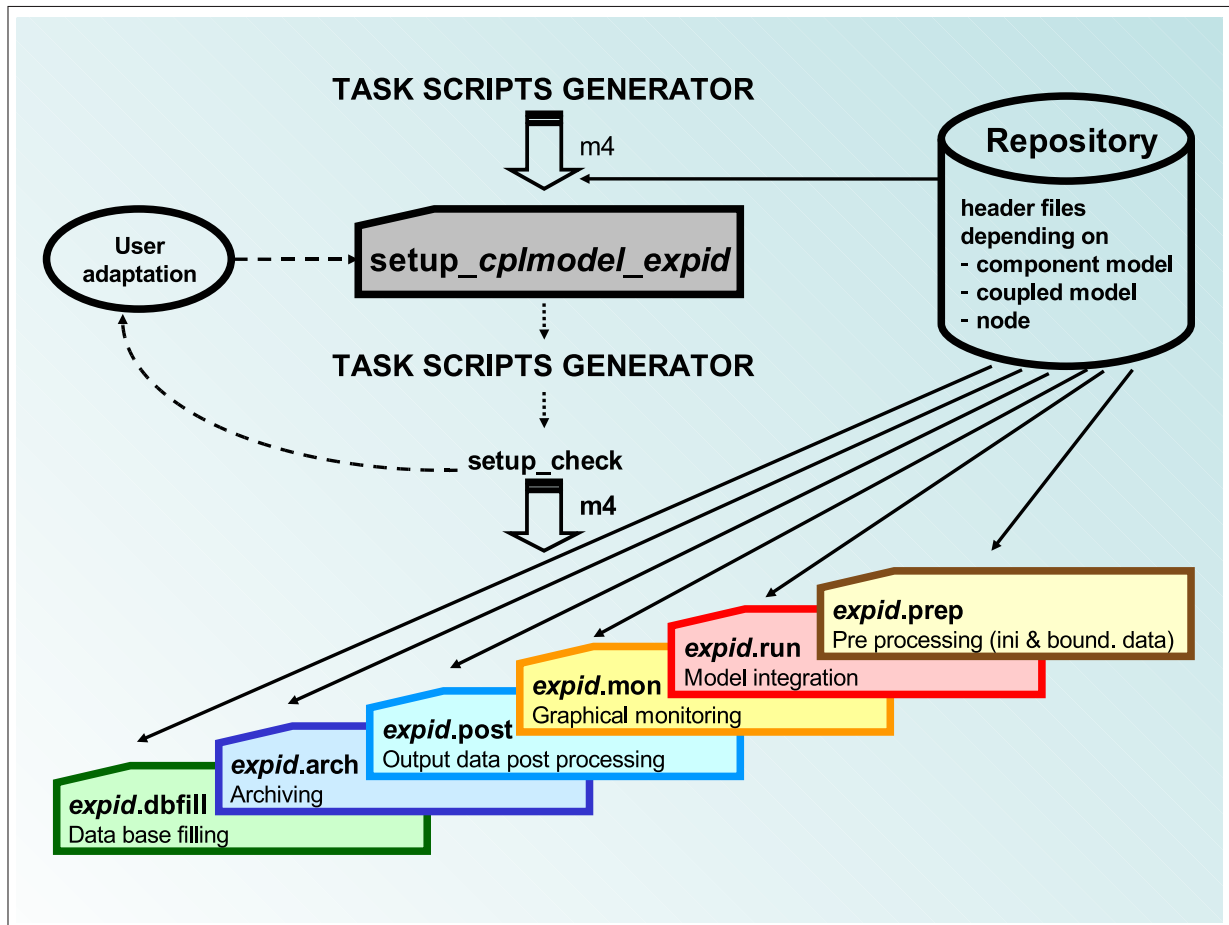 TASK SCRIPTS GENERATOR
m4
Repository
header files
depending on
- component model
- coupled model
- node
User
adaptation
setup_cplmodel_expid
TASK SCRIPTS GENERATOR
setup_check
m4
expid.prep
Pre processing (ini & bound. data)
expid.run
Model integration
expid.mon
Graphical monitoring
expid.post
Output data post processing
expid.arch
Archiving
expid.dbfill
Data base filling